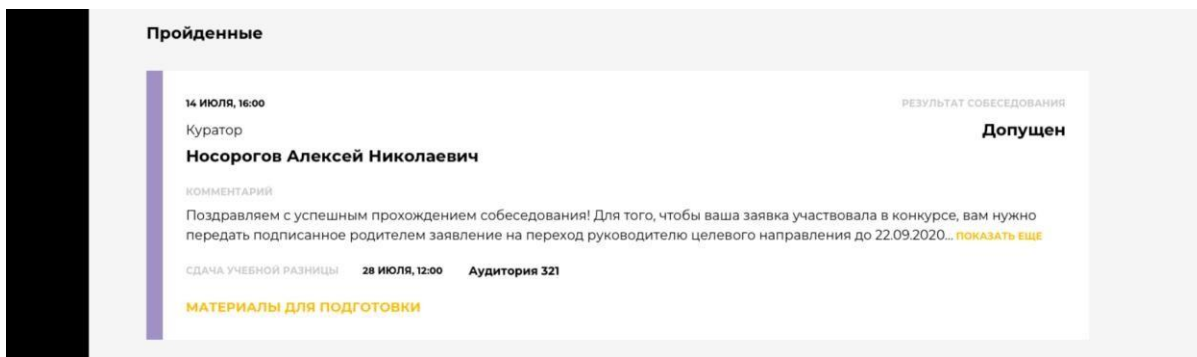 Пройденные
14 ИЮЛЯ, 16:00
РЕЗУЛЬТАТ СОБЕСЕДОВАНИЯ
Куратор
Допущен
Носорогов Алексей Николаевич
КОММЕНТАРИЙ
Поздравляем с успешным прохождением собеседования! Для того, чтобы ваша заявка участвовала в конкурсе, вам нужно
передать подписанное родителем заявление на переход руководителю целевого направления до 22.09.2020... ПОКАЗАТЬ ЕЩЕ
СДАЧА УЧЕБНОЙ РАЗНИЦЫ 28 ИЮЛЯ, 12:00 Аудитория 321
МАТЕРИАЛЫ ДЛЯ ПОДГОТОВКИ